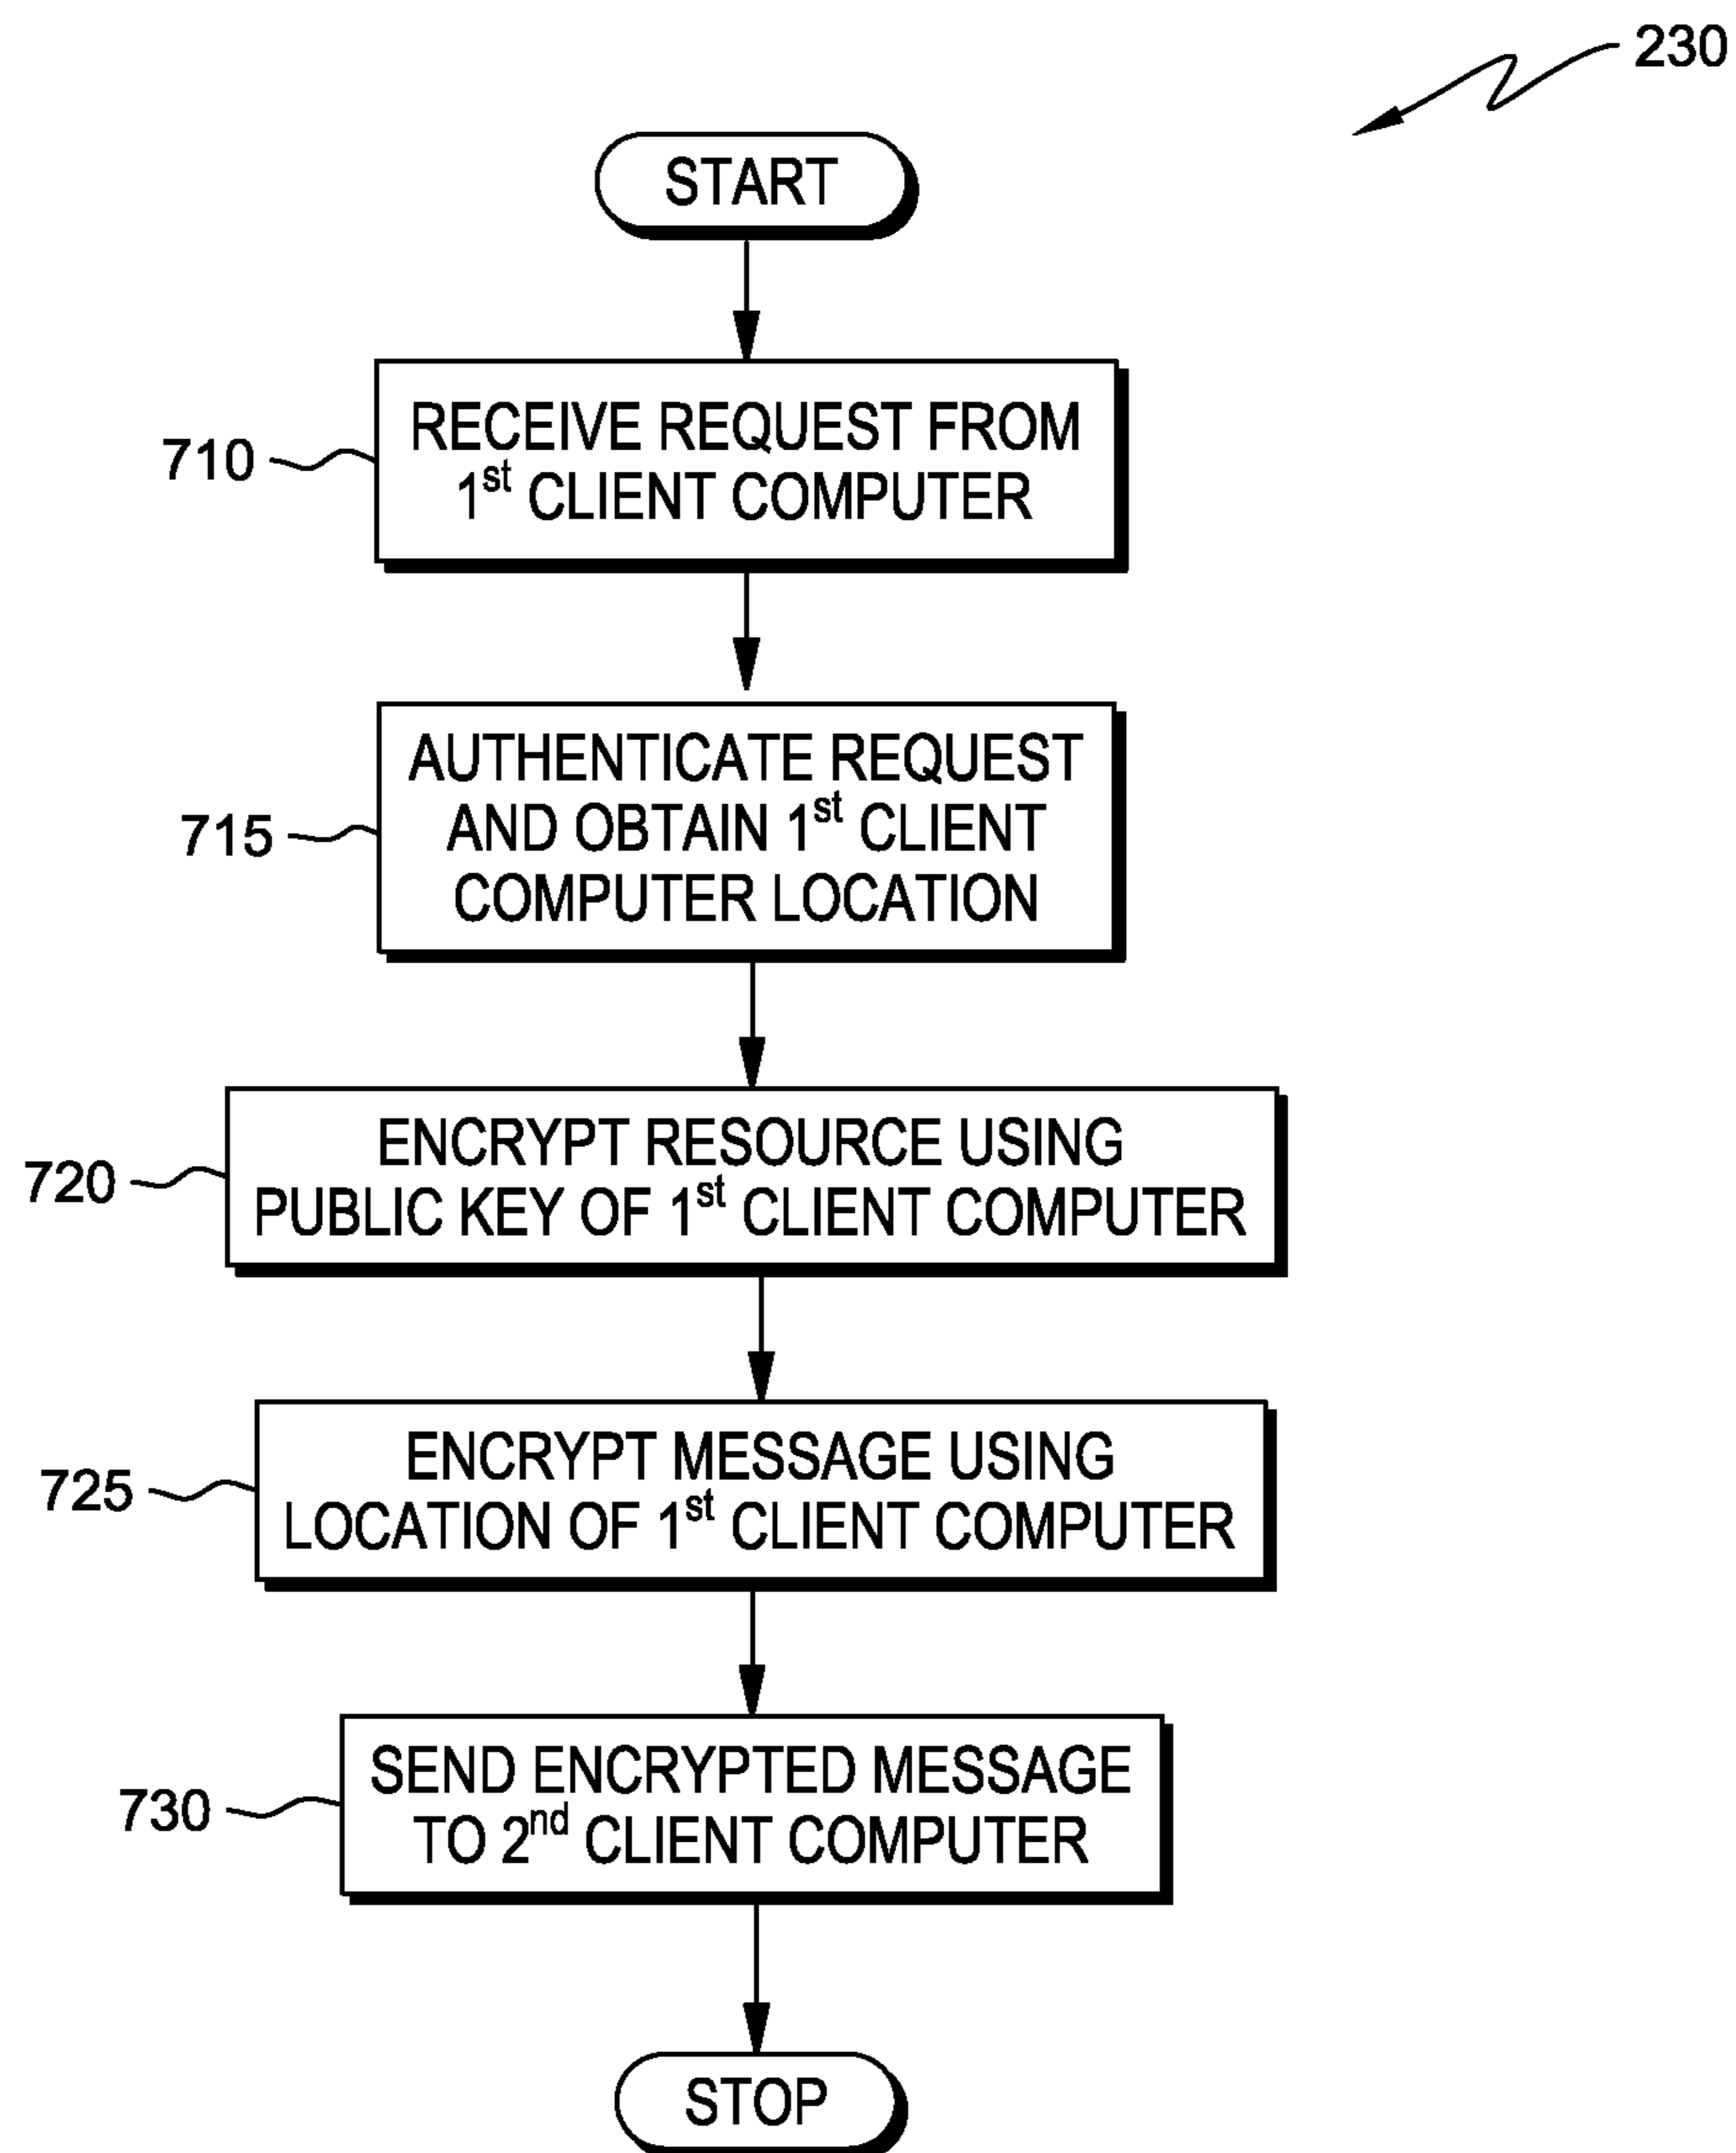 230
START
710
RECEIVE REQUEST FROM
1st CLIENT COMPUTER
715
AUTHENTICATE REQUEST
AND OBTAIN 1st CLIENT
COMPUTER LOCATION
720
ENCRYPT RESOURCE USING
PUBLIC KEY OF 1st CLIENT COMPUTER
725
ENCRYPT MESSAGE USING
LOCATION OF 1st CLIENT COMPUTER
730
SEND ENCRYPTED MESSAGE
TO 2nd CLIENT COMPUTER
STOP